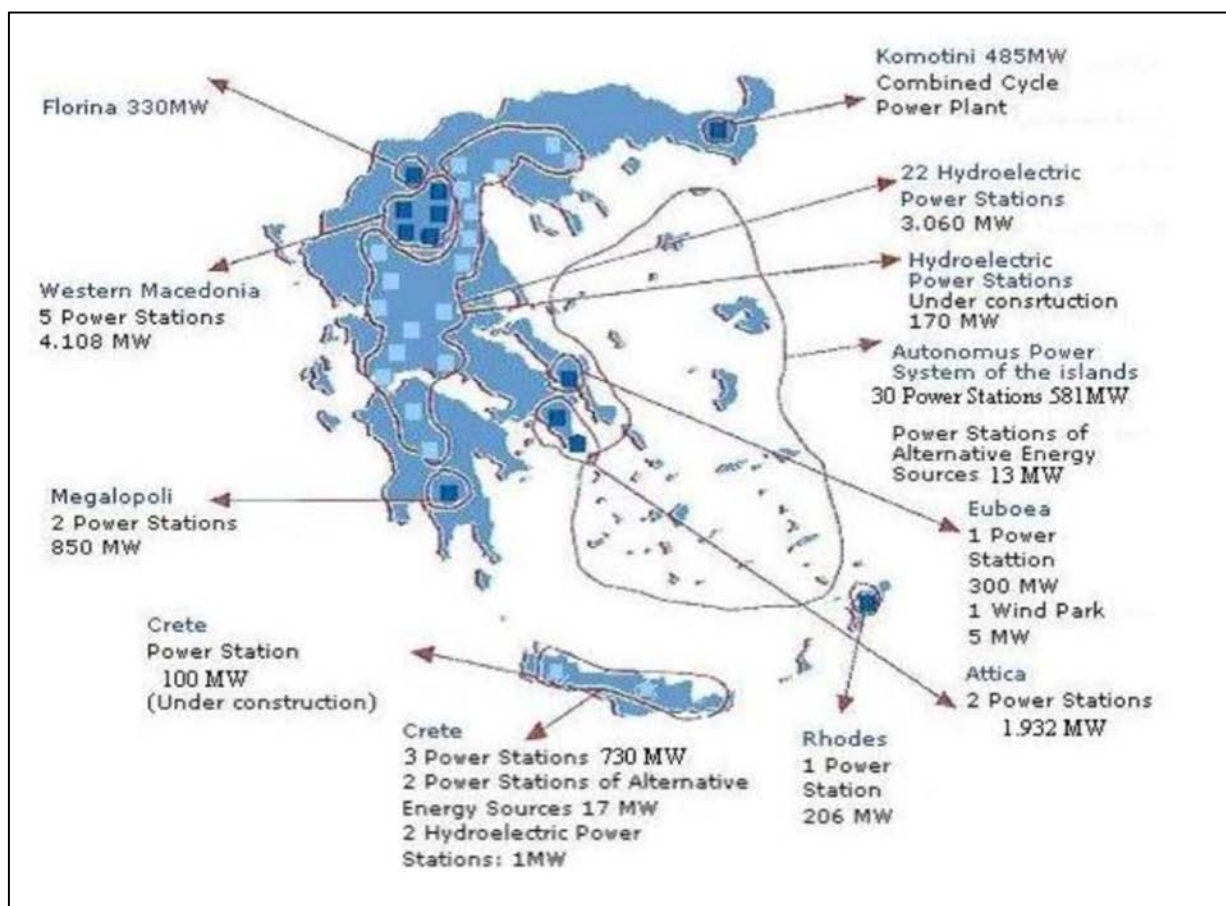 Florina 330MW
Komotini 485MW
Combined Cycle
Power Plant
22 Hydroelectric
Power Stations
3.060 MW
Hydroelectric
Power Stations
Under consrtuction
170 MW
Western Macedonia
5 Power Stations
4.108 MW
Autonomus Power
System of the islands
30 Power Stations 581MW
Power Stations of
Alternative Energy
Sources 13 MW
Megalopoli
2 Power Stations
850 MW
Euboea
1 Power
Stattion
300 MW
1 Wind Park
5 MW
Crete
Power Station
100 MW
(Under construction)
Attica
2 Power Stations
1.932 MW
Crete
3 Power Stations 730 MW
2 Power Stations of Alternative
Energy Sources 17 MW
2 Hydroelectric Power
Stations: 1MW
Rhodes
1 Power
Station
206 MW